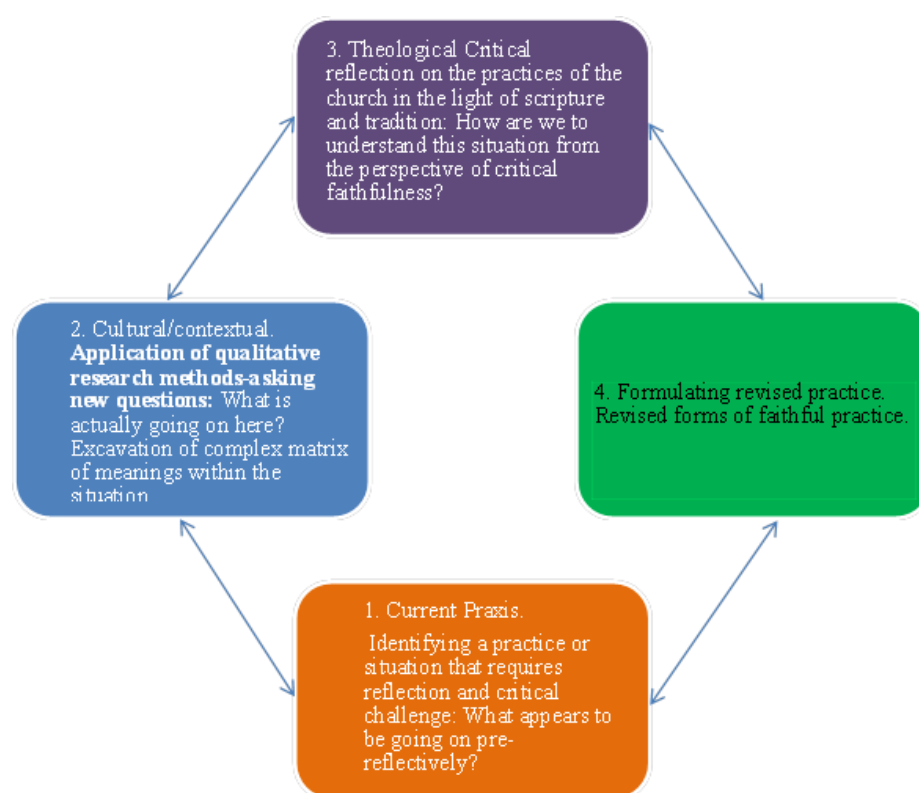 3. Theological Critical
reflection on the practices of the
church in the light of scripture
and tradition: How are we to
understand this situation from
the perspective of critical
faithfulness?
2. Cultural/contextual.
Application of qualitative
research methods-asking
new questions: What is
actually going on here?
Excavation of complex matrix
of meanings within the
situation
4. Formulating revised practice.
Revised forms of faithful practice.
1. Current Praxis.
Identifying a practice or
situation that requires
reflection and critical
challenge: What appears to
be going on pre-
reflectively?